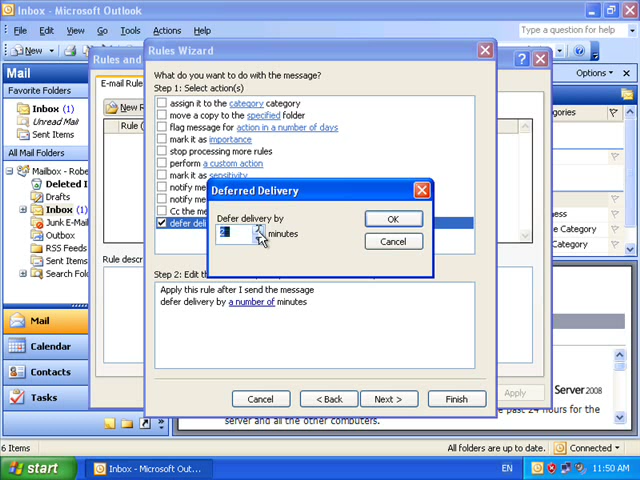 Inbox - Microsoft Outlook
File Edit View Go Tools Actions Help
Type a question for help
New
Mail
Options
Favorite Folders
Inbox (1)
Unread Mail
Sent Items
All Mail Folders
Mailbox - Robe
Deleted I
Drafts
Inbox (1)
Junk E-Mail
Outbox
RSS Feeds
Sent Items
Search Fold
Mail
Calendar
Contacts
Tasks
Rules and
E-mail Rule
New R
Rule (
Rule descr
Apply
Rules Wizard
What do you want to do with the message?
Step 1: Select action(s)
assign it to the category category
move a copy to the specified folder
flag message for action in a number of days
mark it as importance
stop processing more rules
perform a custom action
mark it as sensitivity
notify me
notify me
Cc the me
defer deli
Deferred Delivery
Defer delivery by
minutes
OK
Cancel
Step 2: Edit th
Apply this rule after I send the message
defer delivery by a number of minutes
Cancel
< Back
Next >
Finish
egories
ness
e Category
e Category
Server 2008
e past 24 hours for the
server and all the other computers.
6 Items
All folders are up to date.
Connected
start
Inbox - Microsoft Out...
EN
11:50 AM